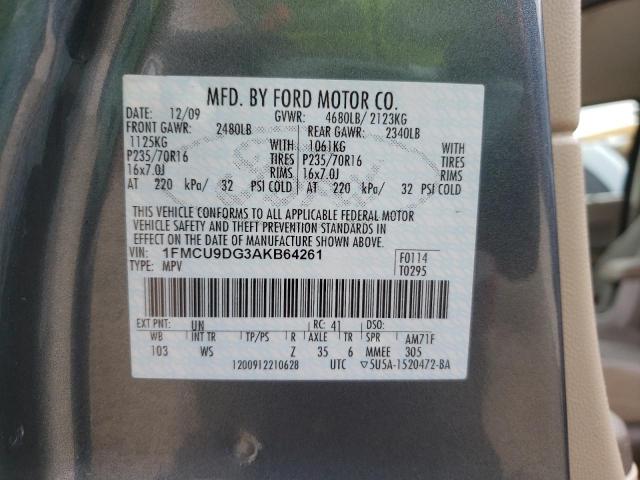 MFD. BY FORD MOTOR CO.
DATE: 12/09 GVWR: 4680LB/ 2123KG
FRONT GAWR: 2480LB REAR GAWR: 2340LB
1125KG WITH 1061KG WITH
P235/70R16 TIRES P235/70R16 TIRES
16x7.0J RIMS 16x7.0J RIMS
AT 220 kPa/ 32 PSI COLD AT 220 kPa/ 32 PSI COLD
THIS VEHICLE CONFORMS TO ALL APPLICABLE FEDERAL MOTOR
VEHICLE SAFETY AND THEFT PREVENTION STANDARDS IN
EFFECT ON THE DATE OF MANUFACTURE SHOWN ABOVE.
VIN: 1FMCU9DG3AKB64261 F0114
TYPE: MPV T0295
EXT PNT: UN RC: 41 DSO:
WB INT TR TP/PS R AXLE TR SPR AM71F
103 WS Z 35 6 MMEE 305
1200912210628 UTC ▽5U5A-1520472-BA